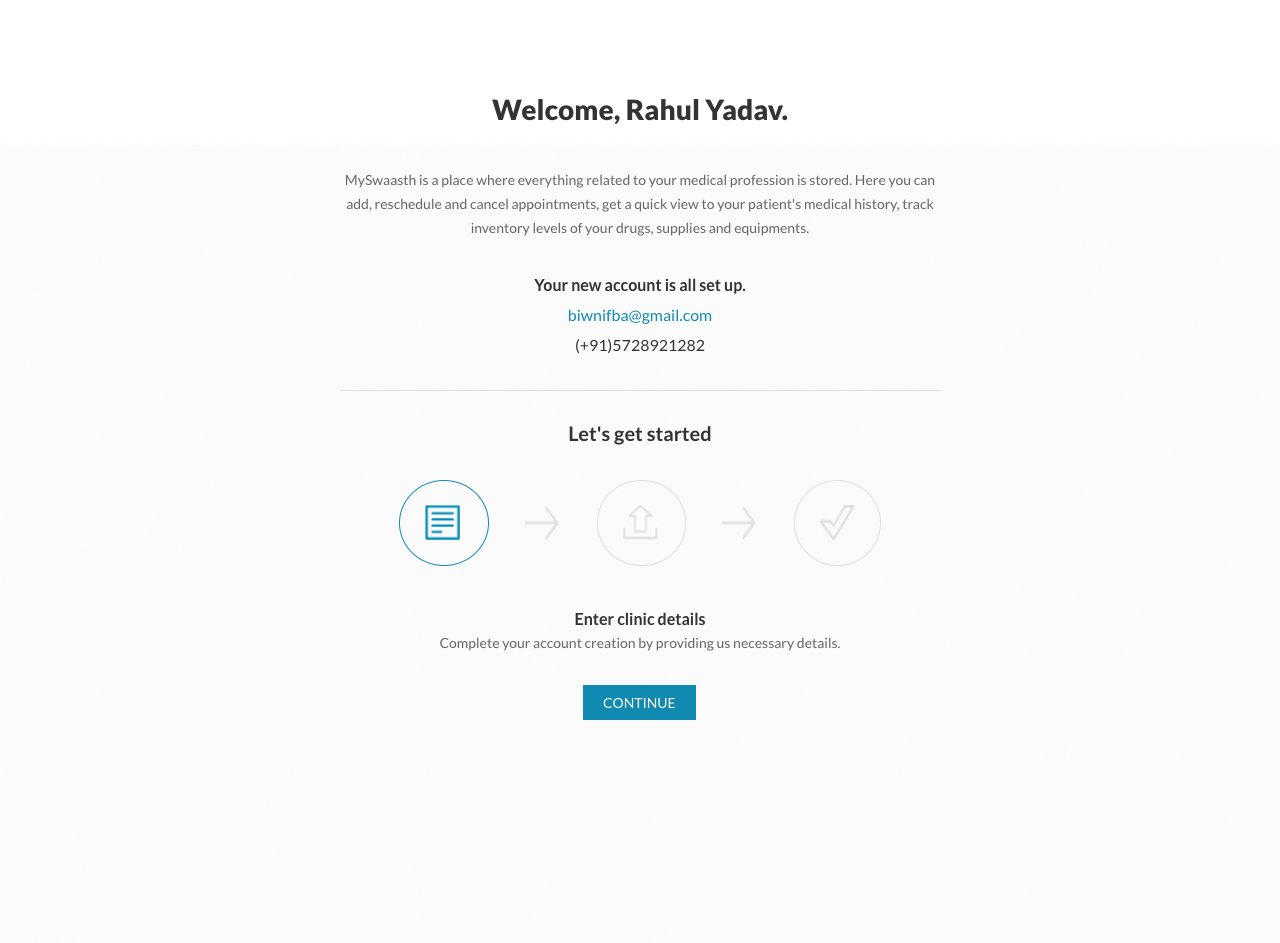 Welcome, Rahul Yadav.
MySwaasth is a place where everything related to your medical profession is stored. Here you can
add, reschedule and cancel appointments, get a quick view to your patient's medical history, track
inventory levels of your drugs, supplies and equipments.
Your new account is all set up.
biwnifba@gmail.com
(+91)5728921282
Let's get started
Enter clinic details
Complete your account creation by providing us necessary details.
CONTINUE